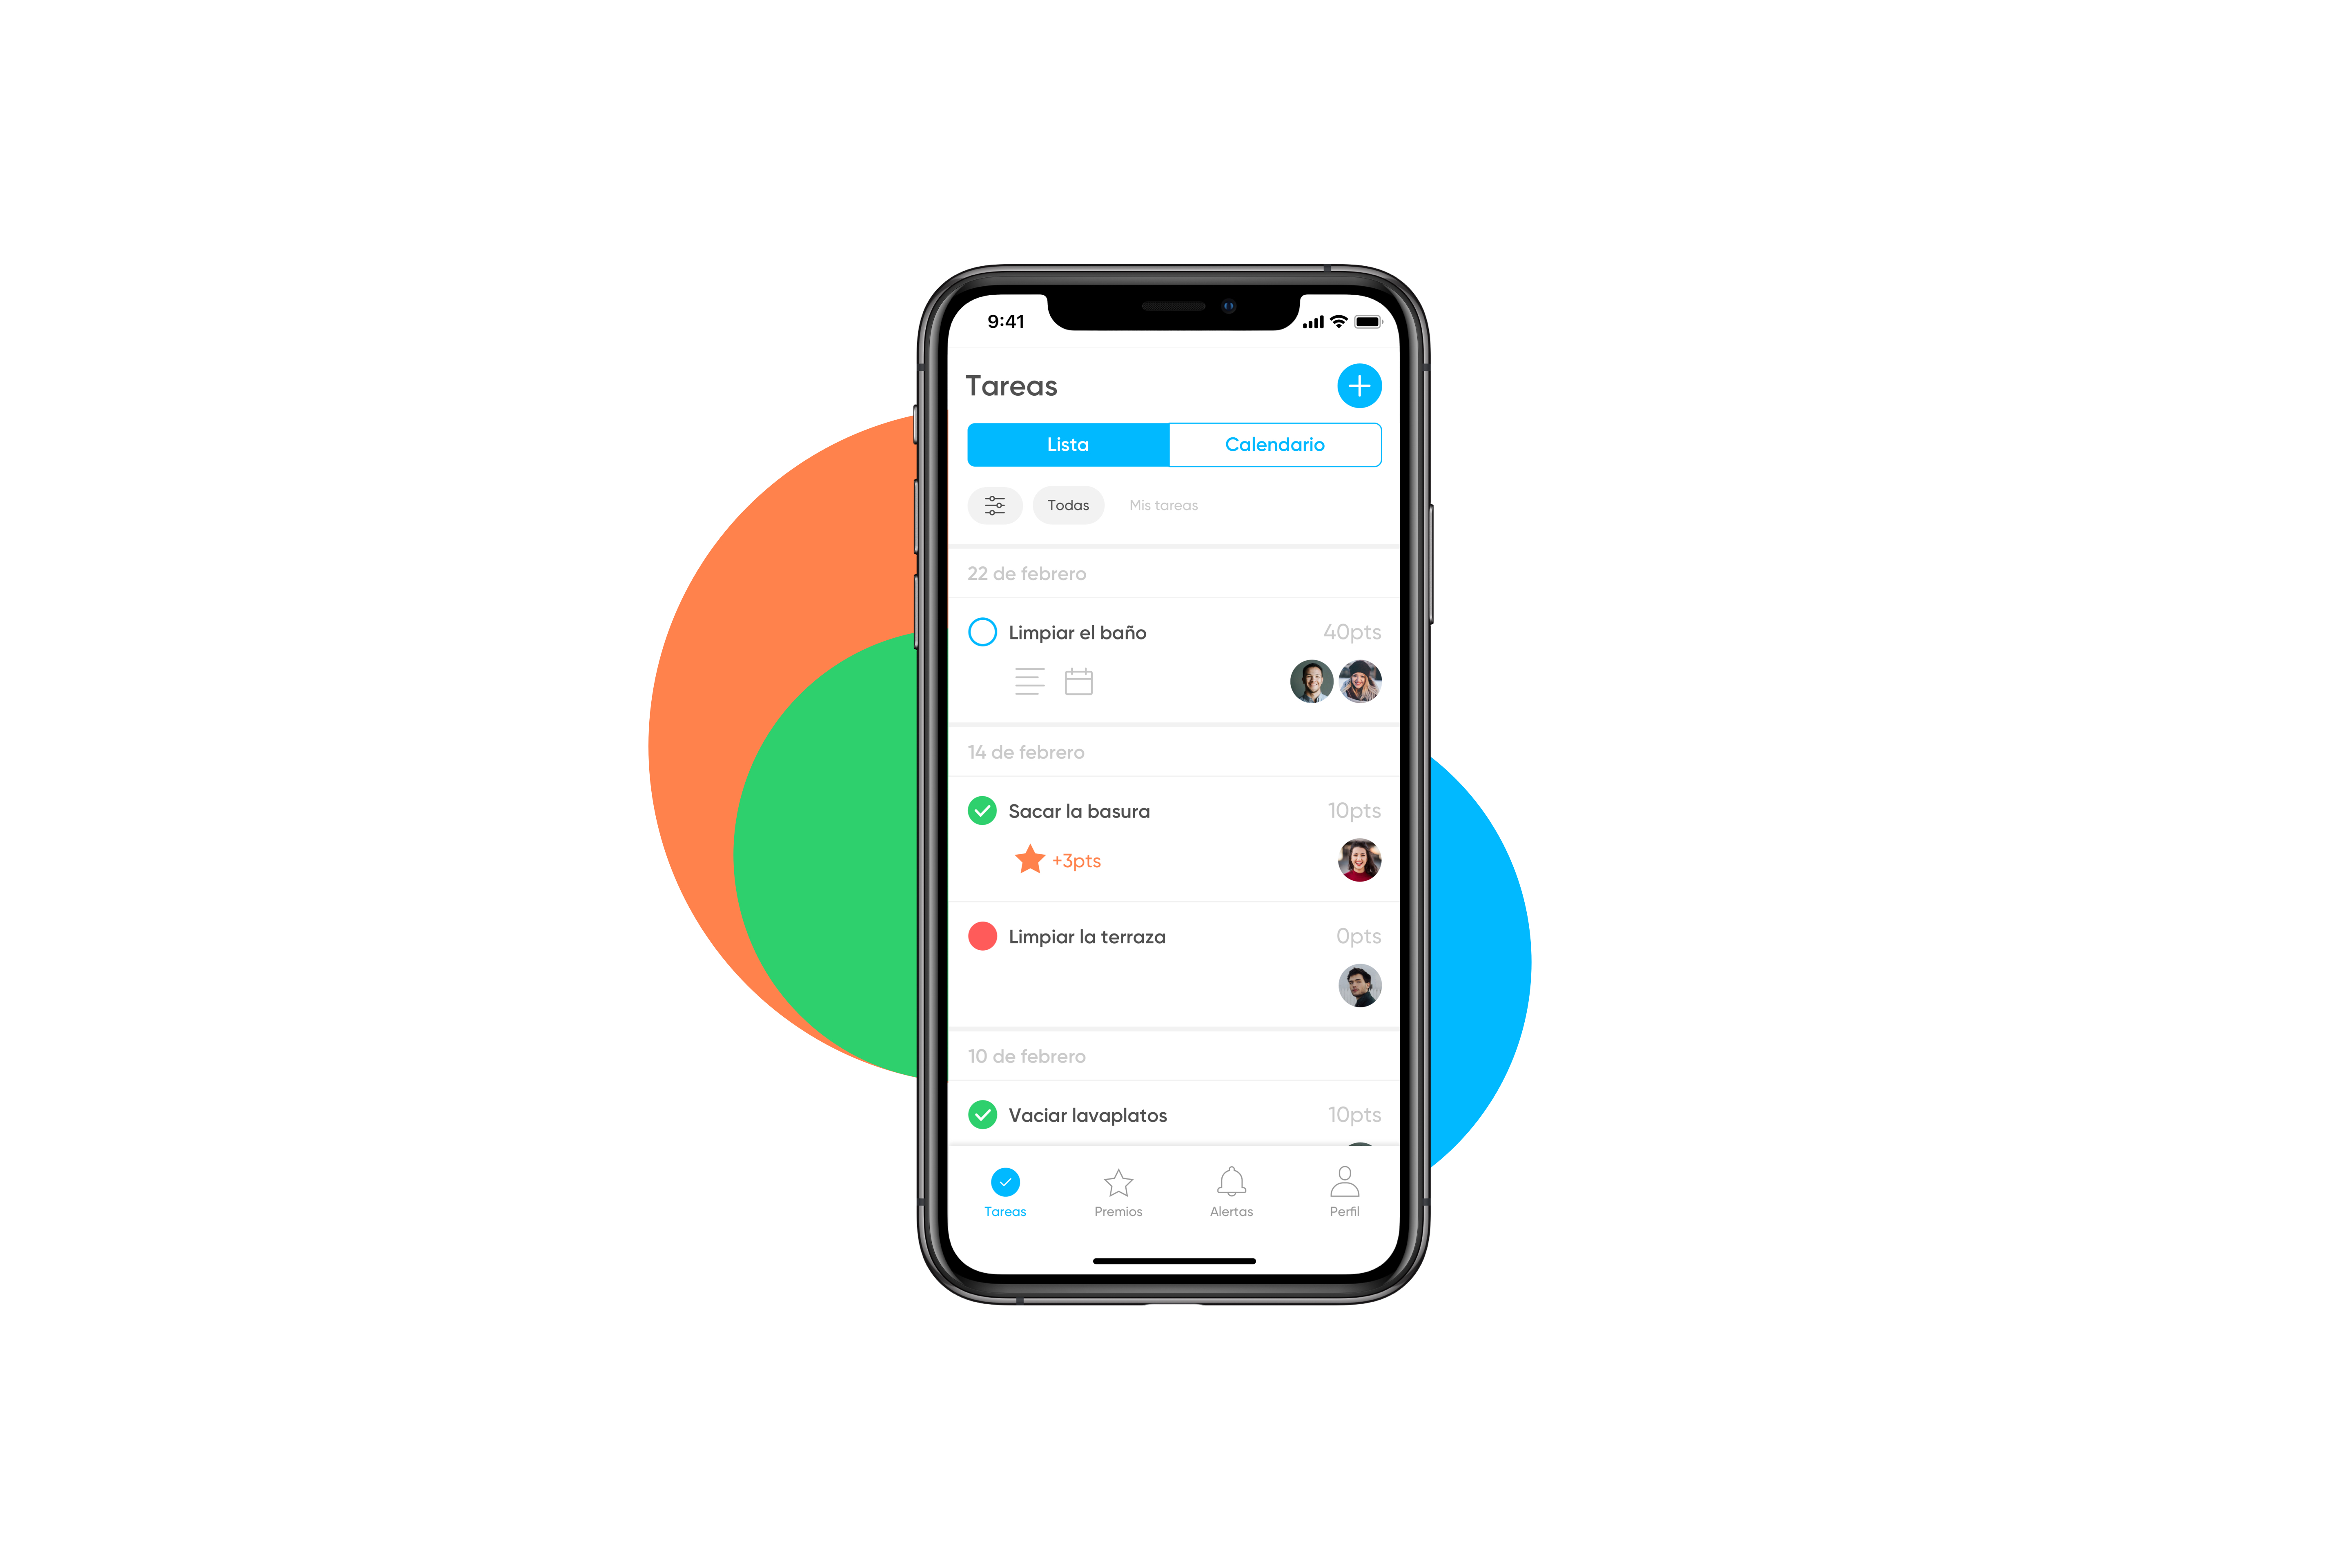 9:41
Tareas
Lista
Calendario
Todas
Mis tareas
22 de febrero
Limpiar el baño
40pts
14 de febrero
Sacar la basura
10pts
+3pts
Limpiar la terraza
0pts
10 de febrero
Vaciar lavaplatos
10pts
Tareas
Premios
Alertas
Perfil